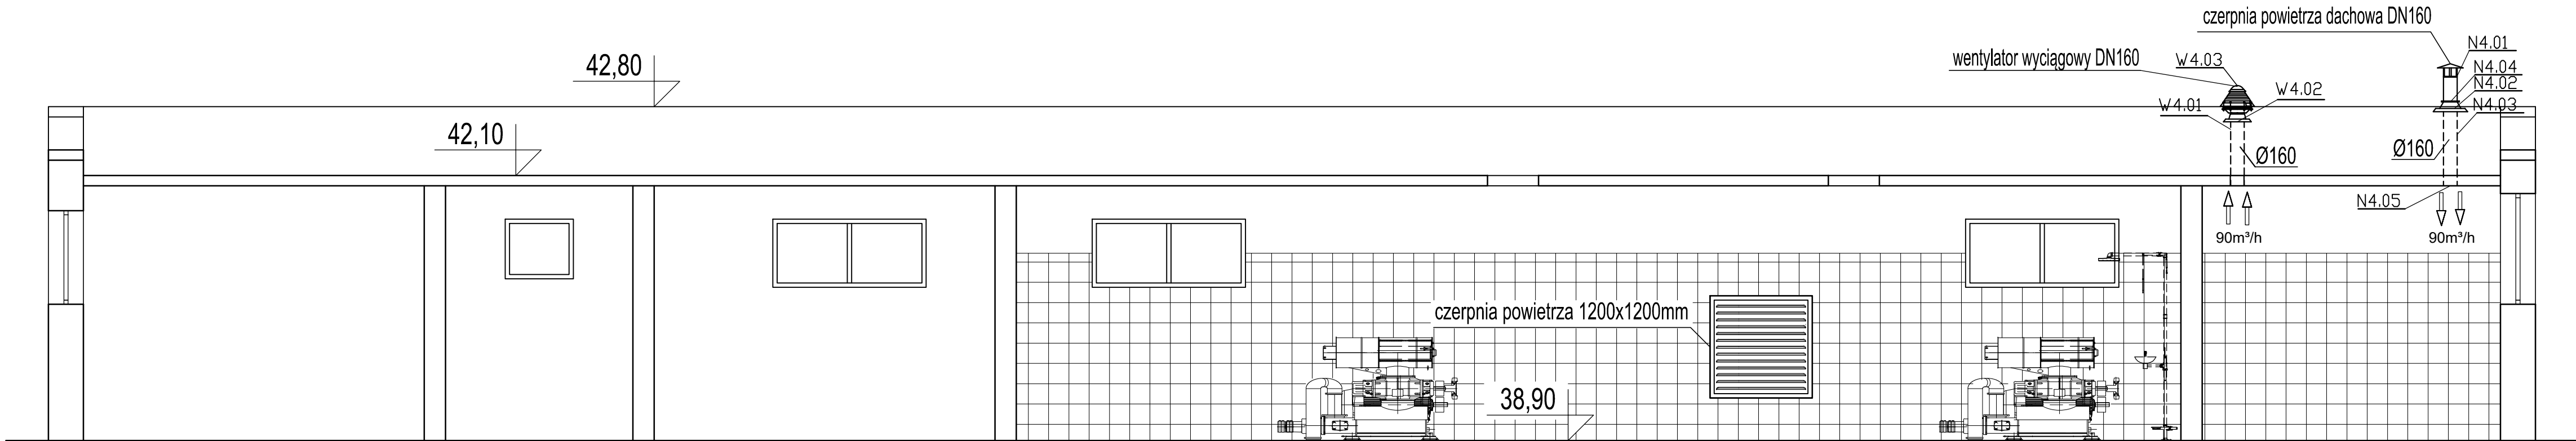 czerpnia powietrza dachowa DN160
N4.01
wentylator wyciągowy DN160
W4.03
N4.04
42,80
N4.02
W4.02
W4.01
N4.03
42,10
Ø160
Ø160
N4.05
90m³/h
90m³/h
czerpnia powietrza 1200x1200mm
38,90